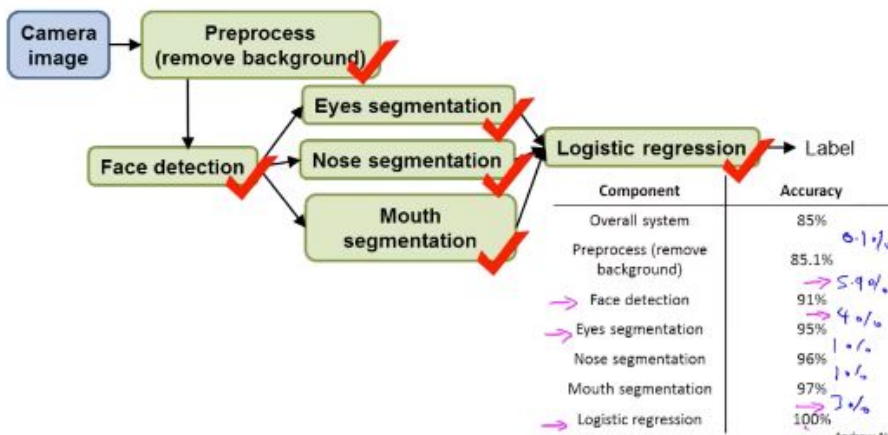 Camera
image
Preprocess
(remove background)
Eyes segmentation
Face detection
Nose segmentation
Mouth
segmentation
Logistic regression
Label
Component Accuracy
Overall system 85%
0.1%
Preprocess (remove
background) 85.1%
5.9%
Face detection 91%
4%
Eyes segmentation 95%
1%
Nose segmentation 96%
1%
Mouth segmentation 97%
3%
Logistic regression 100%